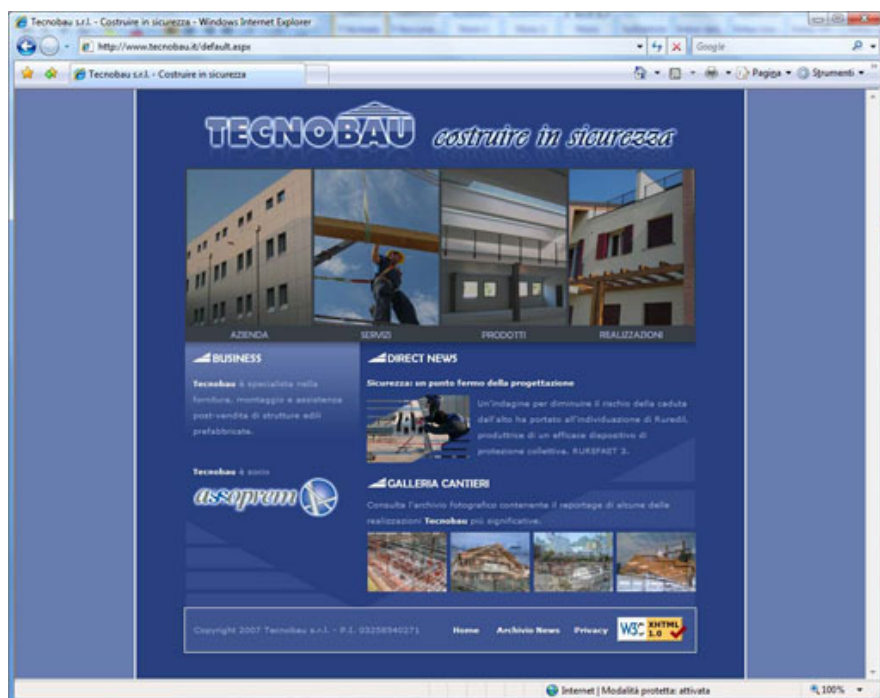 Tecnobau s.r.l. - Costruire in sicurezza - Windows Internet Explorer
http://www.tecnobau.it/default.aspx
Google
Tecnobau s.r.l. - Costruire in sicurezza
Pagina
Strumenti
TECNOBAU costruire in sicurezza
AZIENDA
SERVIZI
PRODOTTI
REALIZZAZIONI
BUSINESS
Tecnobau è specialista nella
fornitura, montaggio e assistenza
post-vendita di strutture edili
prefabbricate.
Tecnobau è socio
assoprem
DIRECT NEWS
Sicurezza: un punto fermo della progettazione
Un'indagine per diminuire il rischio della caduta
dall'alto ha portato all'individuazione di Ruredil,
produttrice di un efficace dispositivo di
protezione collettiva.
GALLERIA CANTIERI
Consulta l'archivio fotografico contenente il reportage di alcune delle
realizzazioni Tecnobau più significative.
Copyright 2007 Tecnobau s.r.l. - P.I. 03258540271
Home
Archivio News
Privacy
W3C XHTML 1.0
Internet | Modalità protetta: attivata
100%